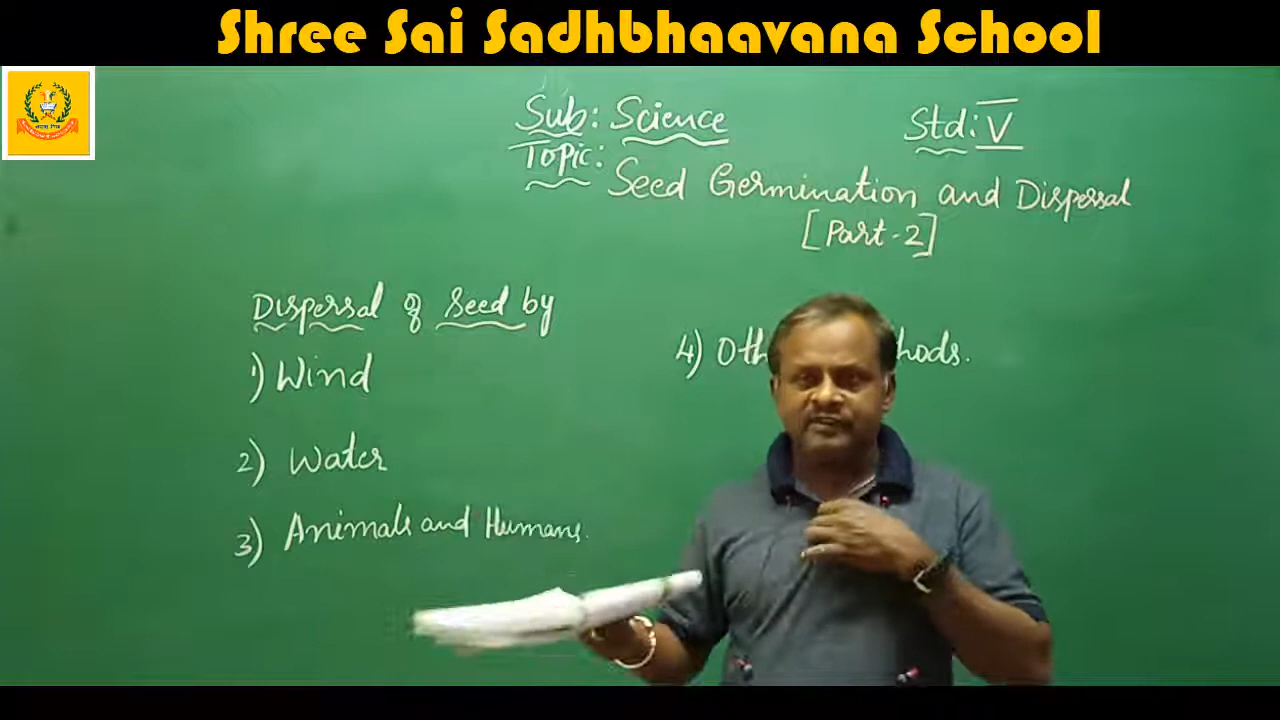 Shree Sai Sadhbhaavana School
Sub: Science
Std: V
Topic: Seed Germination and Dispersal
[Part-2]
Dispersal of Seed by
1) Wind
2) Water
3) Animals and Humans.
4) Oth hods.